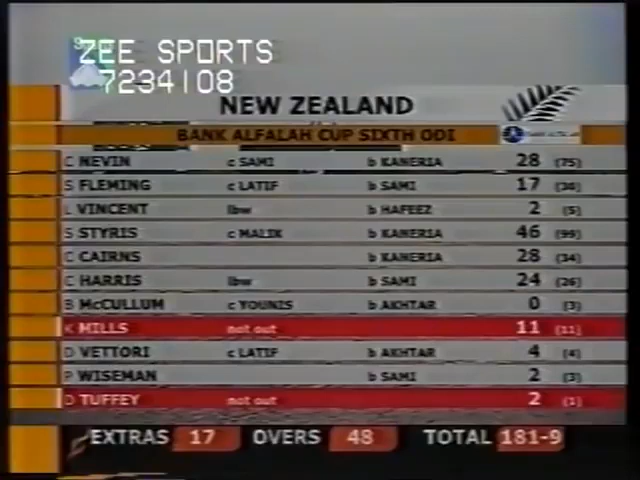 ZEE SPORTS
7234108
NEW ZEALAND
BANK ALFALAH CUP SIXTH ODI
C NEVIN c SAMI b KANERIA 28 (75)
S FLEMING c LATIF b SAMI 17 (30)
L VINCENT lbw b HAFEEZ 2 (5)
S STYRIS c MALIK b KANERIA 46 (99)
C CAIRNS b KANERIA 28 (34)
C HARRIS lbw b SAMI 24 (26)
B McCULLUM c YOUNIS b AKHTAR 0 (3)
K MILLS not out 11 (11)
D VETTORI c LATIF b AKHTAR 4 (4)
P WISEMAN b SAMI 2 (3)
D TUFFEY not out 2 (1)
EXTRAS 17 OVERS 48 TOTAL 181-9